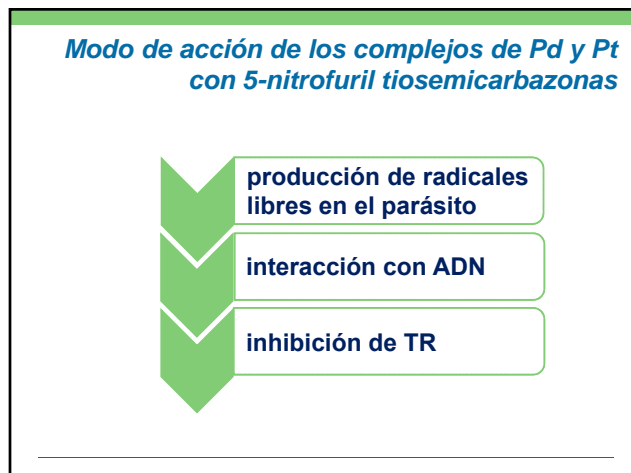 Modo de acción de los complejos de Pd y Pt
con 5-nitrofuril tiosemicarbazonas
producción de radicales
libres en el parásito
interacción con ADN
inhibición de TR